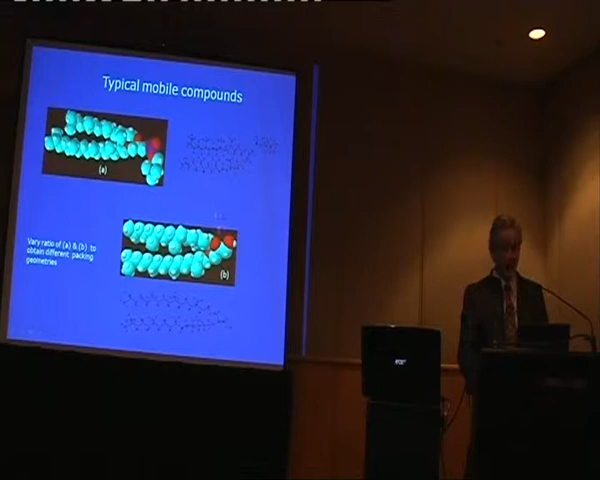 Typical mobile compounds
(a)
Vary ratio of (a) & (b) to
obtain different packing
geometries
(b)